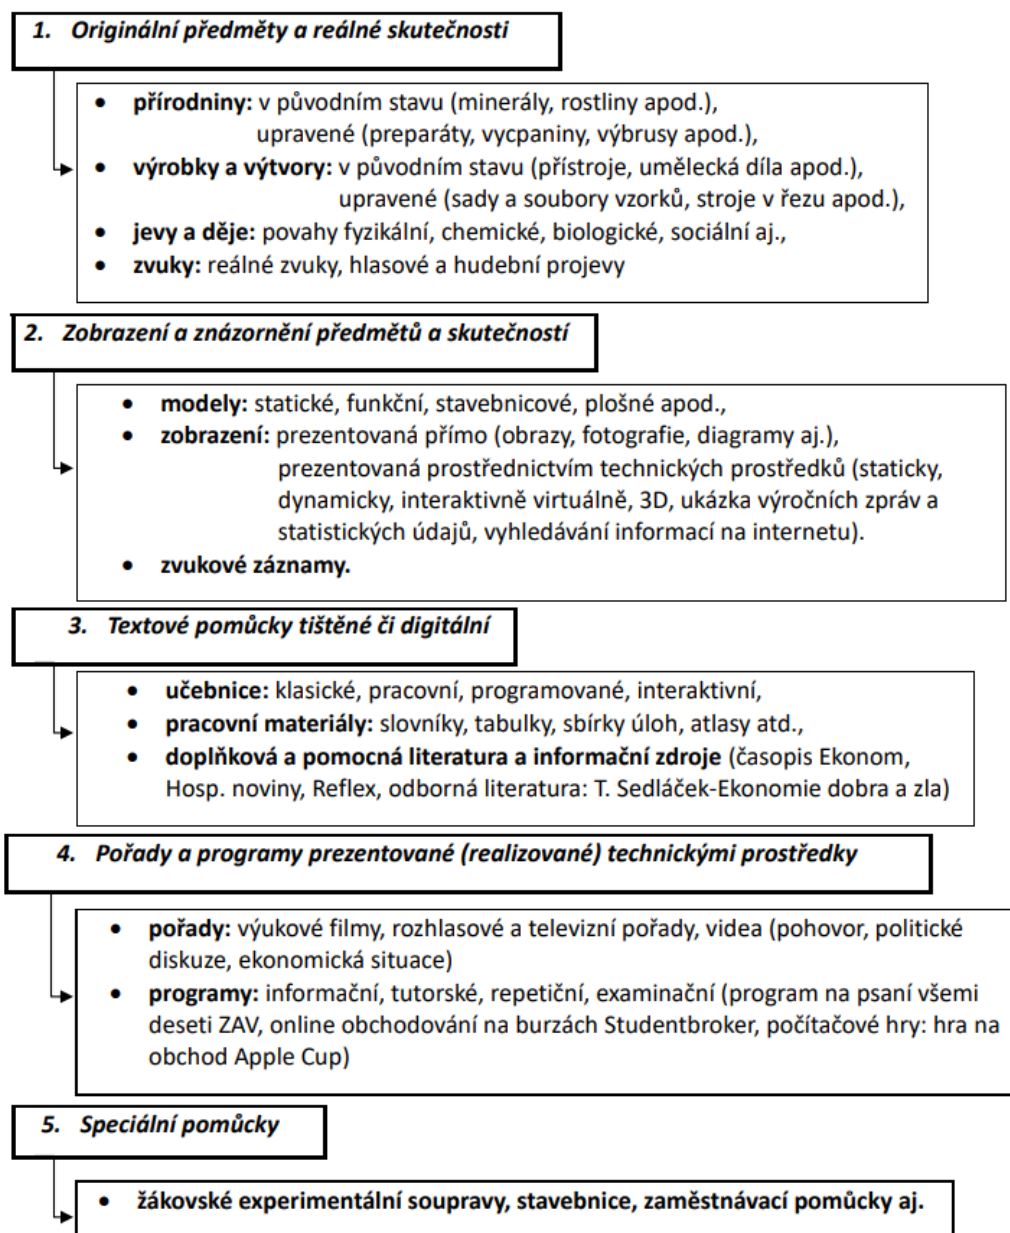 1. Originální předměty a reálné skutečnosti
• přírodniny: v původním stavu (minerály, rostliny apod.),
upravené (preparáty, vycpaniny, výbrusy apod.),
• výrobky a výtvory: v původním stavu (přístroje, umělecká díla apod.),
upravené (sady a soubory vzorků, stroje v řezu apod.),
• jevy a děje: povahy fyzikální, chemické, biologické, sociální aj.,
• zvuky: reálné zvuky, hlasové a hudební projevy
2. Zobrazení a znázornění předmětů a skutečností
• modely: statické, funkční, stavebnicové, plošné apod.,
• zobrazení: prezentovaná přímo (obrazy, fotografie, diagramy aj.),
prezentovaná prostřednictvím technických prostředků (staticky,
dynamicky, interaktivně virtuálně, 3D, ukázka výročních zpráv a
statistických údajů, vyhledávání informací na internetu).
• zvukové záznamy.
3. Textové pomůcky tištěné či digitální
• učebnice: klasické, pracovní, programované, interaktivní,
• pracovní materiály: slovníky, tabulky, sbírky úloh, atlasy atd.,
• doplňková a pomocná literatura a informační zdroje (časopis Ekonom,
Hosp. noviny, Reflex, odborná literatura: T. Sedláček-Ekonomie dobra a zla)
4. Pořady a programy prezentované (realizované) technickými prostředky
• pořady: výukové filmy, rozhlasové a televizní pořady, videa (pohovor, politické
diskuze, ekonomická situace)
• programy: informační, tutorské, repetiční, examinační (program na psaní všemi
deseti ZAV, online obchodování na burzách Studentbroker, počítačové hry: hra na
obchod Apple Cup)
5. Speciální pomůcky
• žákovské experimentální soupravy, stavebnice, zaměstnávací pomůcky aj.